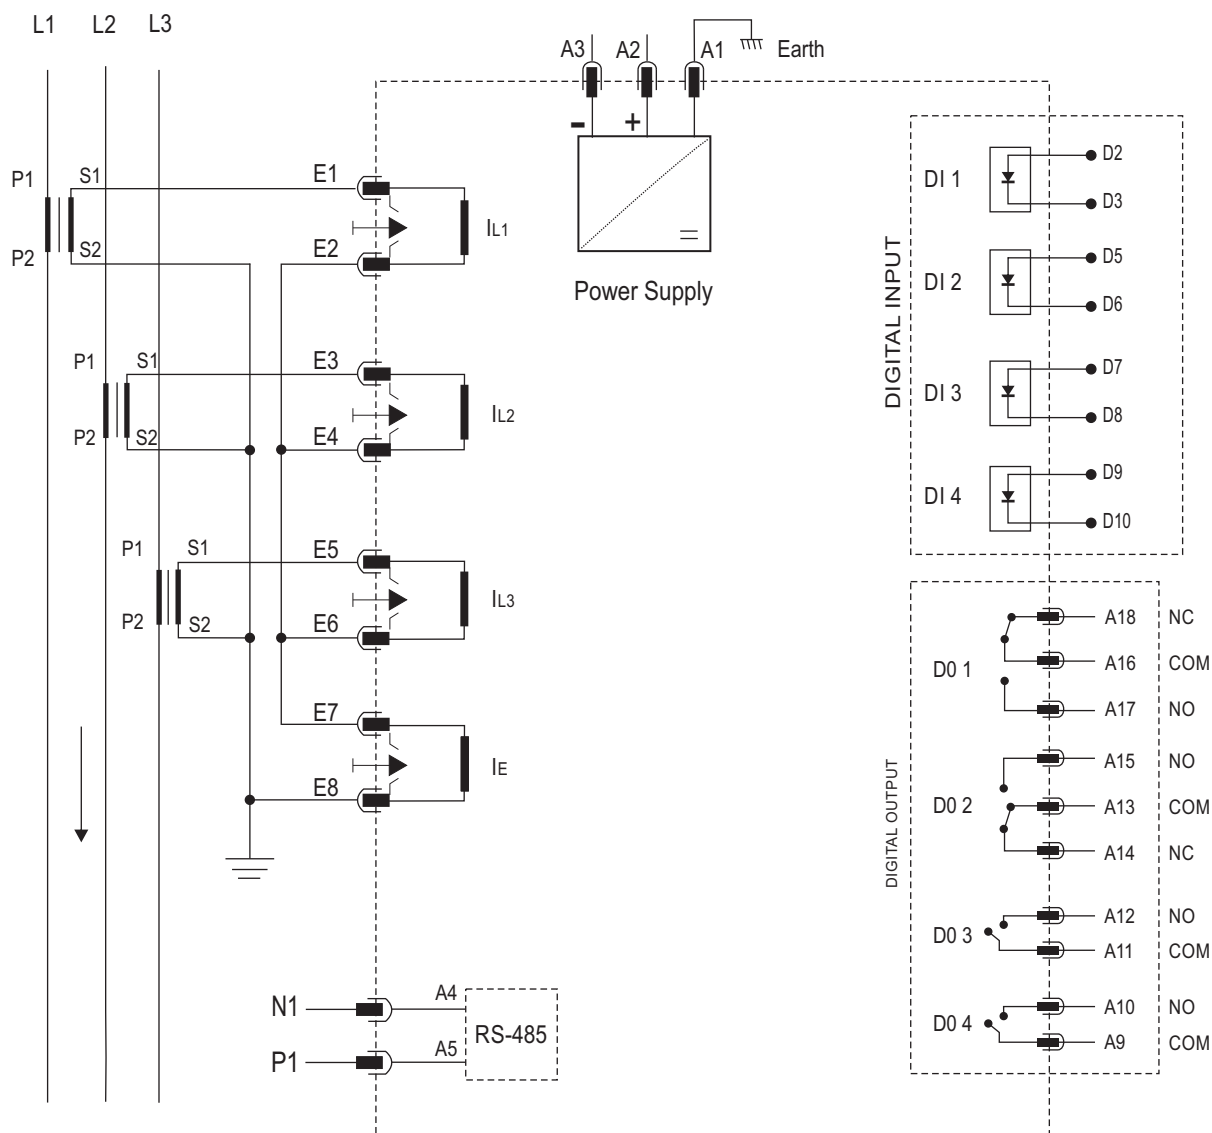 L1 L2 L3
A3 A2 A1 Earth
- +
Power Supply
P1 S1 E1
IL1
P2 S2 E2
P1 S1 E3
IL2
P2 S2 E4
P1 S1 E5
IL3
P2 S2 E6
E7
IE
E8
N1 A4
RS-485
P1 A5
DIGITAL INPUT
DI 1 D2
D3
DI 2 D5
D6
DI 3 D7
D8
DI 4 D9
D10
DIGITAL OUTPUT
D0 1
A18 NC
A16 COM
A17 NO
D0 2
A15 NO
A13 COM
A14 NC
D0 3
A12 NO
A11 COM
D0 4
A10 NO
A9 COM